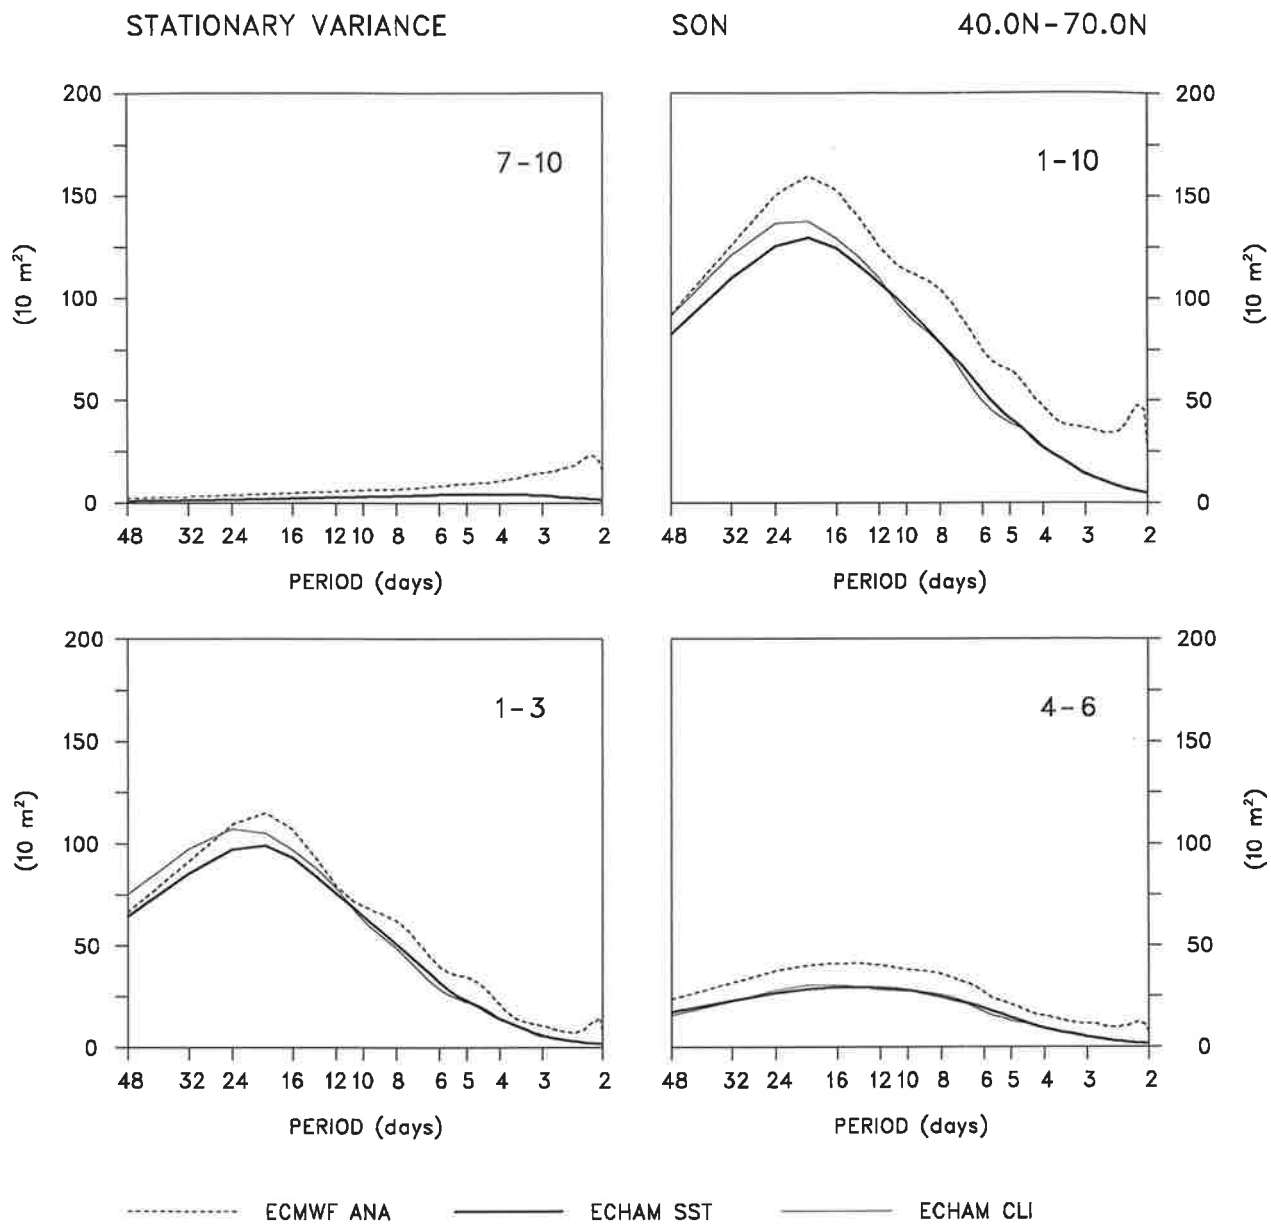 STATIONARY VARIANCE SON 40.0N-70.0N
200 200
7-10 1-10
150 150
(10 m²) (10 m²)
100 100
50 50
0 0
48 32 24 16 12 10 8 6 5 4 3 2 48 32 24 16 12 10 8 6 5 4 3 2
PERIOD (days) PERIOD (days)
200 200
1-3 4-6
150 150
(10 m²) (10 m²)
100 100
50 50
0 0
48 32 24 16 12 10 8 6 5 4 3 2 48 32 24 16 12 10 8 6 5 4 3 2
PERIOD (days) PERIOD (days)
ECMWF ANA ECHAM SST ECHAM CLI